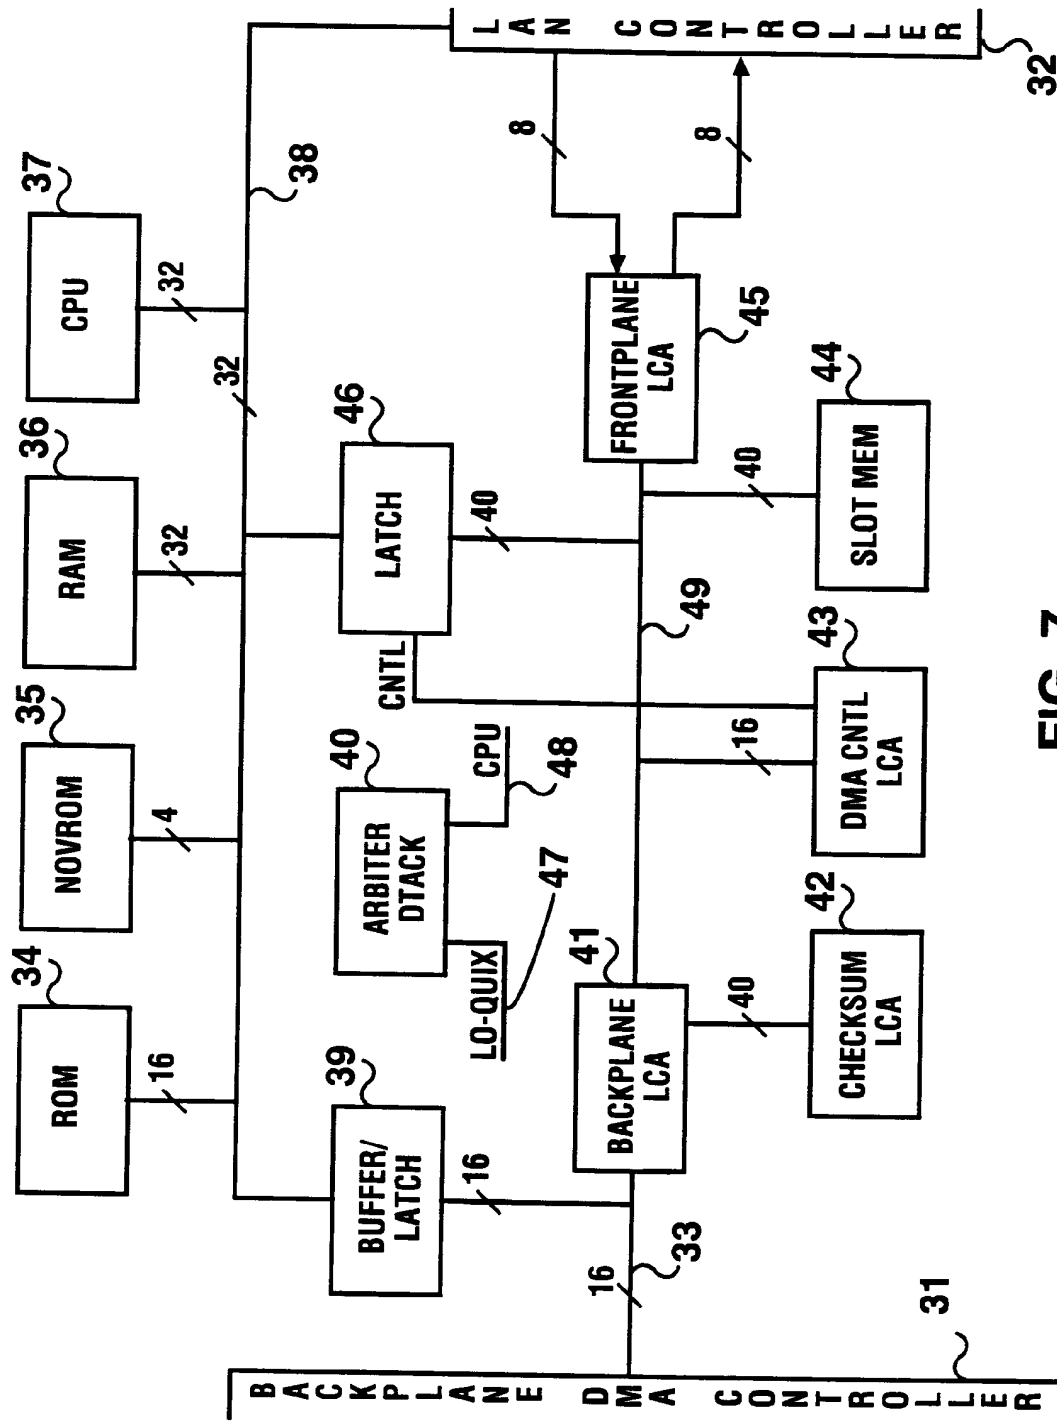 34
ROM
16
35
NOVROM
4
36
RAM
32
37
CPU
32
32
38
39
BUFFER/
LATCH
16
40
ARBITER
DTACK
LO-QUIX
47
CPU
48
46
LATCH
CNTL
40
BACKPLANE DMA CONTROLLER
31
16
33
41
BACKPLANE
LCA
49
45
FRONTPLANE
LCA
8
8
LAN CONTROLLER
32
42
CHECKSUM
LCA
40
43
DMA CNTL
LCA
16
44
SLOT MEM
40
FIG. 7